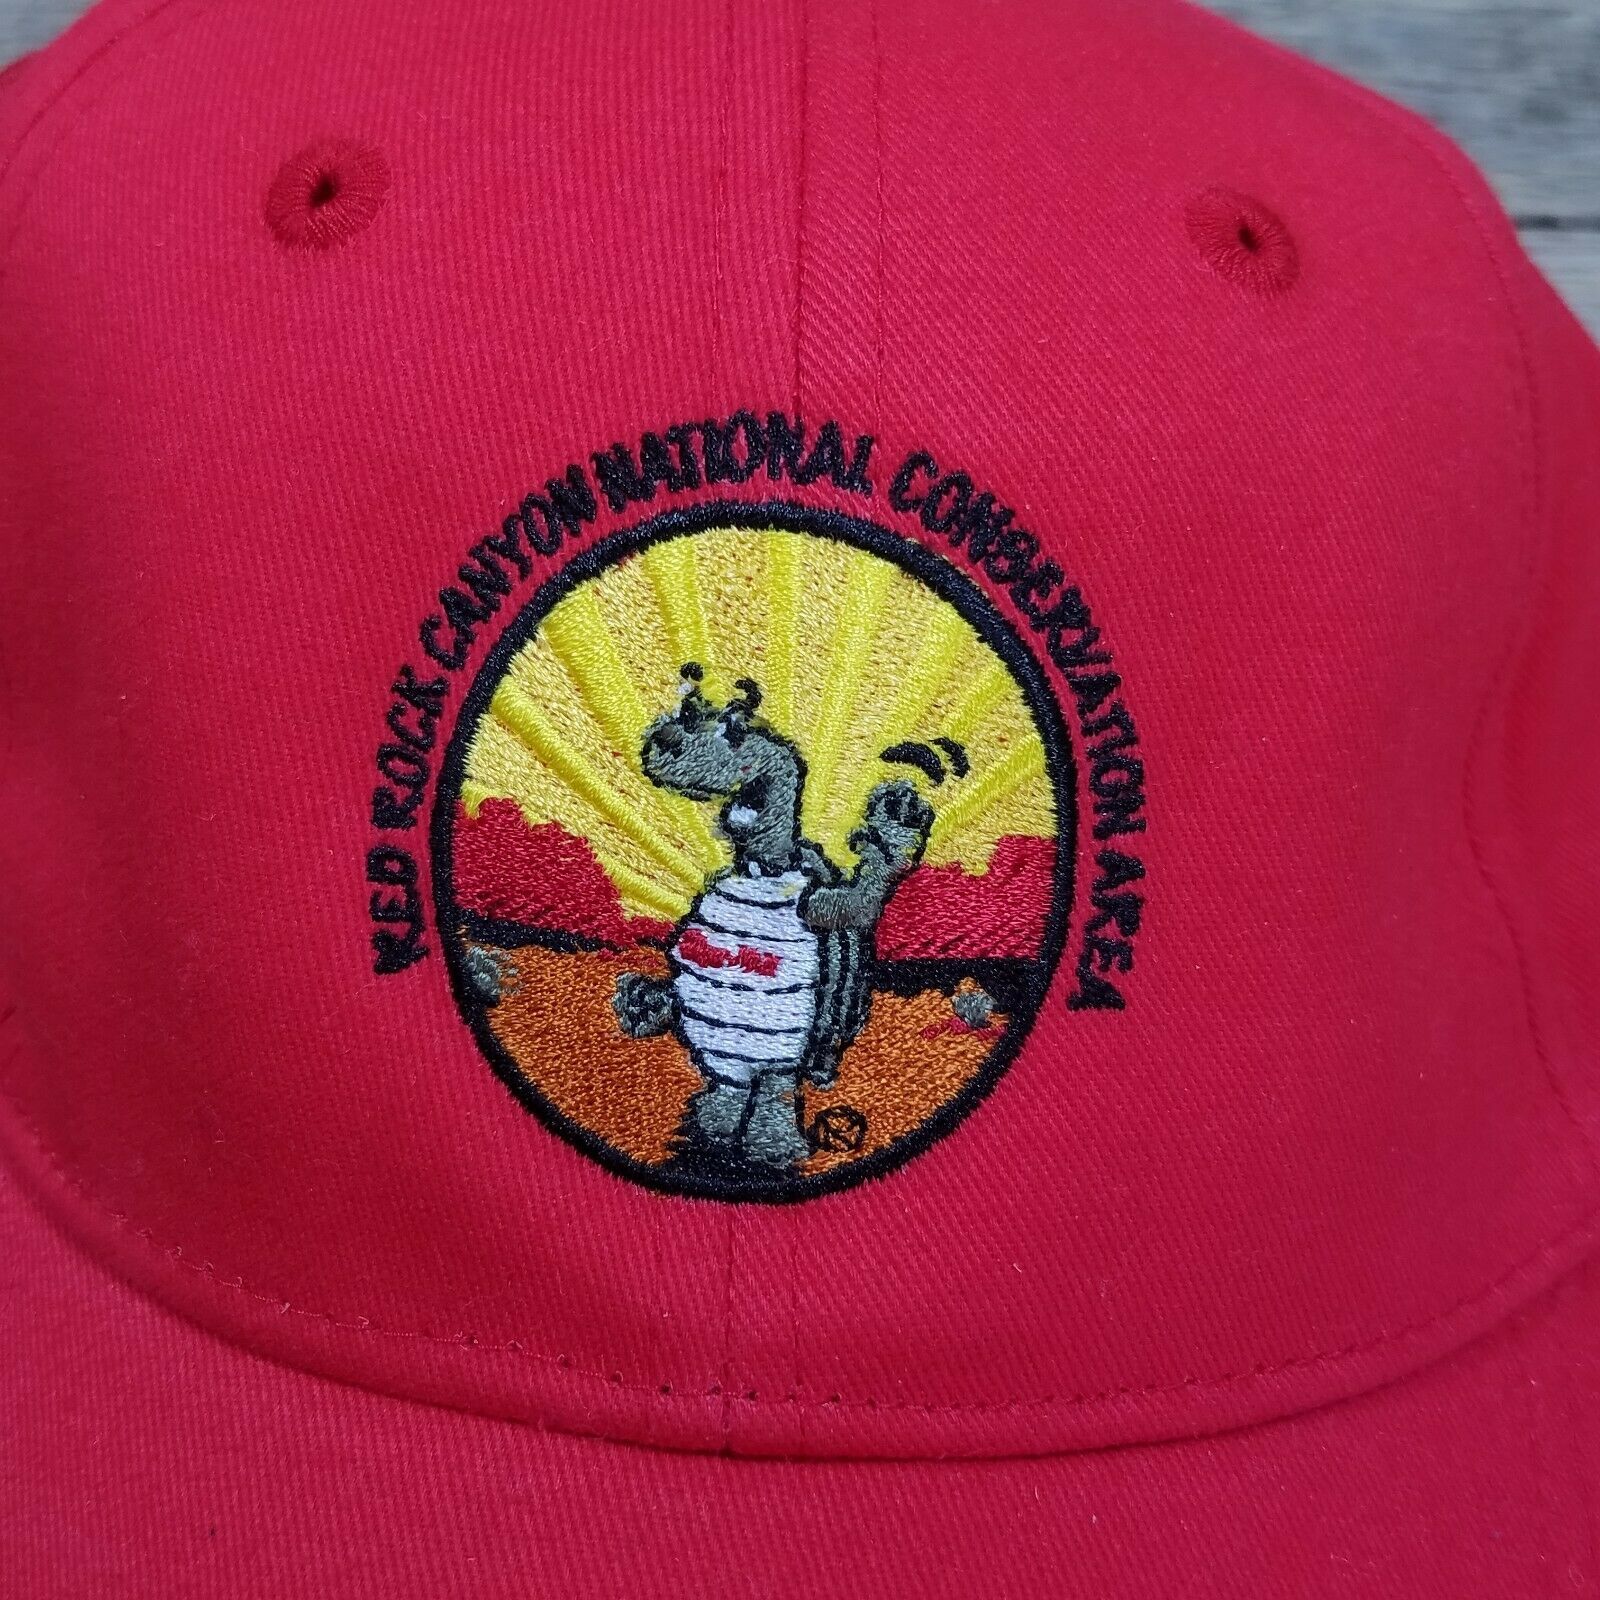 RED ROCK CANYON NATIONAL CONSERVATION AREA